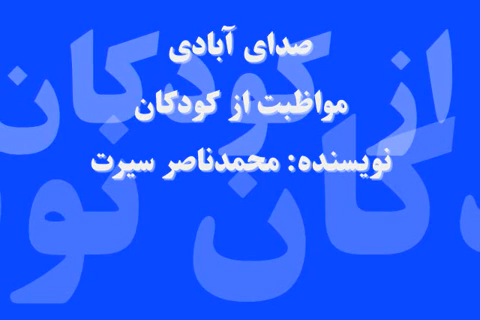 صدای آبادی
مواظبت از کودکان
نویسنده: محمدناصر سیرت